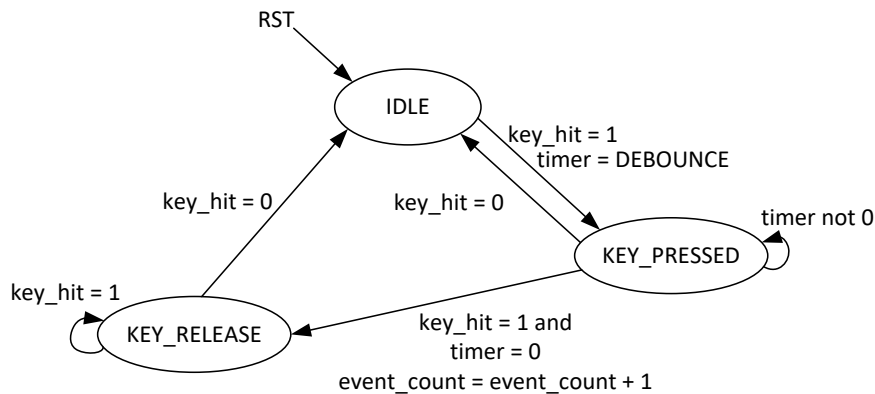 RST
IDLE
key_hit = 1
timer = DEBOUNCE
key_hit = 0
key_hit = 0
timer not 0
KEY_PRESSED
key_hit = 1
KEY_RELEASE
key_hit = 1 and
timer = 0
event_count = event_count + 1